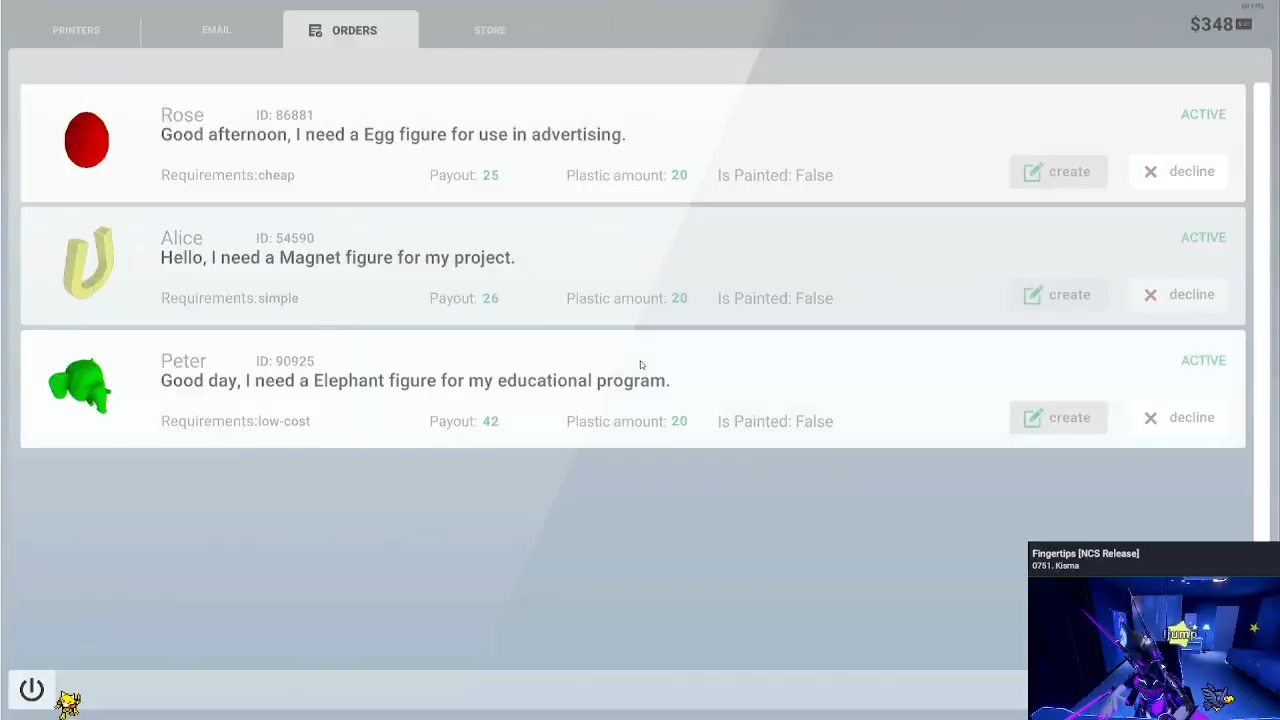 PRINTERS
EMAIL
ORDERS
STORE
$348
Rose ID: 86881 ACTIVE
Good afternoon, I need a Egg figure for use in advertising.
Requirements:cheap Payout: 25 Plastic amount: 20 Is Painted: False create decline
Alice ID: 54590 ACTIVE
Hello, I need a Magnet figure for my project.
Requirements:simple Payout: 26 Plastic amount: 20 Is Painted: False create decline
Peter ID: 90925 ACTIVE
Good day, I need a Elephant figure for my educational program.
Requirements:low-cost Payout: 42 Plastic amount: 20 Is Painted: False create decline
Fingertips [NCS Release]
0751. Kisma
!jump